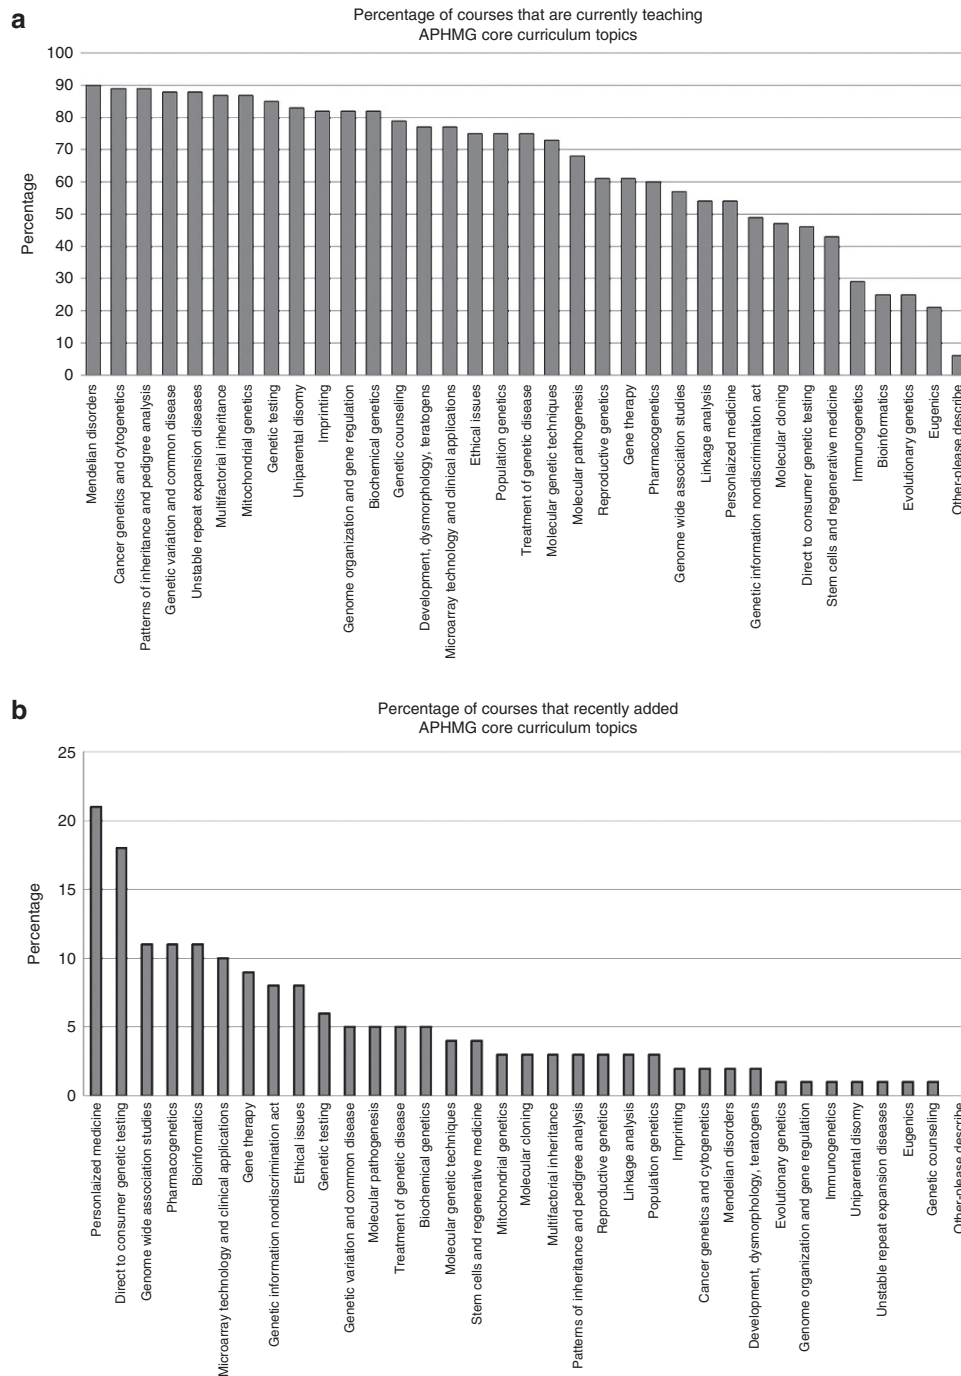 a
Percentage of courses that are currently teaching
APHMG core curriculum topics
Percentage
100
90
80
70
60
50
40
30
20
10
0
Mendelian disorders
Cancer genetics and cytogenetics
Patterns of inheritance and pedigree analysis
Genetic variation and common disease
Unstable repeat expansion diseases
Multifactorial inheritance
Mitochondrial genetics
Genetic testing
Uniparental disomy
Imprinting
Genome organization and gene regulation
Biochemical genetics
Genetic counseling
Development, dysmorphology, teratogens
Microarray technology and clinical applications
Ethical issues
Population genetics
Treatment of genetic disease
Molecular genetic techniques
Molecular pathogenesis
Reproductive genetics
Gene therapy
Pharmacogenetics
Genome wide association studies
Linkage analysis
Personlaized medicine
Genetic information nondiscrimination act
Molecular cloning
Direct to consumer genetic testing
Stem cells and regenerative medicine
Immunogenetics
Bioinformatics
Evolutionary genetics
Eugenics
Other-please describe
b
Percentage of courses that recently added
APHMG core curriculum topics
Percentage
25
20
15
10
5
0
Personlaized medicine
Direct to consumer genetic testing
Genome wide association studies
Pharmacogenetics
Bioinformatics
Microarray technology and clinical applications
Gene therapy
Genetic information nondiscrimination act
Ethical issues
Genetic testing
Genetic variation and common disease
Molecular pathogenesis
Treatment of genetic disease
Biochemical genetics
Molecular genetic techniques
Stem cells and regenerative medicine
Mitochondrial genetics
Molecular cloning
Multifactorial inheritance
Patterns of inheritance and pedigree analysis
Reproductive genetics
Linkage analysis
Population genetics
Imprinting
Cancer genetics and cytogenetics
Mendelian disorders
Development, dysmorphology, teratogens
Evolutionary genetics
Genome organization and gene regulation
Immunogenetics
Uniparental disomy
Unstable repeat expansion diseases
Eugenics
Genetic counseling
Other-please describe